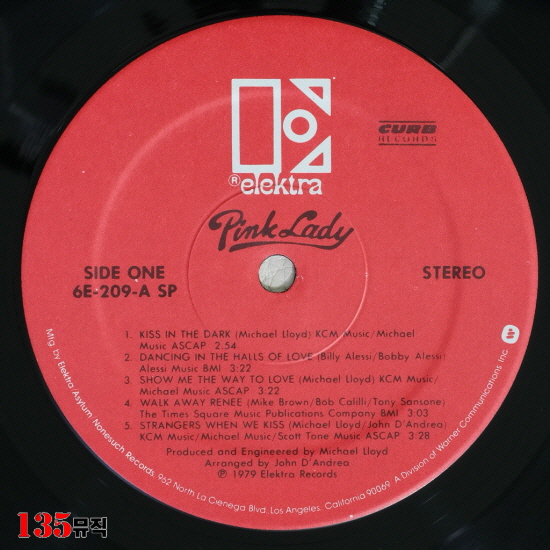 ® elektra
CURB
RECORDS
Pink Lady
SIDE ONE
6E-209-A SP
STEREO
1. KISS IN THE DARK (Michael Lloyd) KCM Music/Michael
Music ASCAP 2:54
2. DANCING IN THE HALLS OF LOVE (Billy Alessi/Bobby Alessi)
Alessi Music BMI 3:22
3. SHOW ME THE WAY TO LOVE (Michael Lloyd) KCM Music/
Michael Music ASCAP 3:22
4. WALK AWAY RENEE (Mike Brown/Bob Calilli/Tony Sansone)
The Times Square Music Publications Company BMI 3:03
5. STRANGERS WHEN WE KISS (Michael Lloyd/John D'Andrea)
KCM Music/Michael Music/Scott Tone Music ASCAP 3:28
Produced and Engineered by Michael Lloyd
Arranged by John D'Andrea
℗ 1979 Elektra Records
Mfg by Elektra/Asylum/Nonesuch Records, 962 North La Cienega Blvd, Los Angeles, California 90069. A Division of Warner Communications Inc.
135뮤직